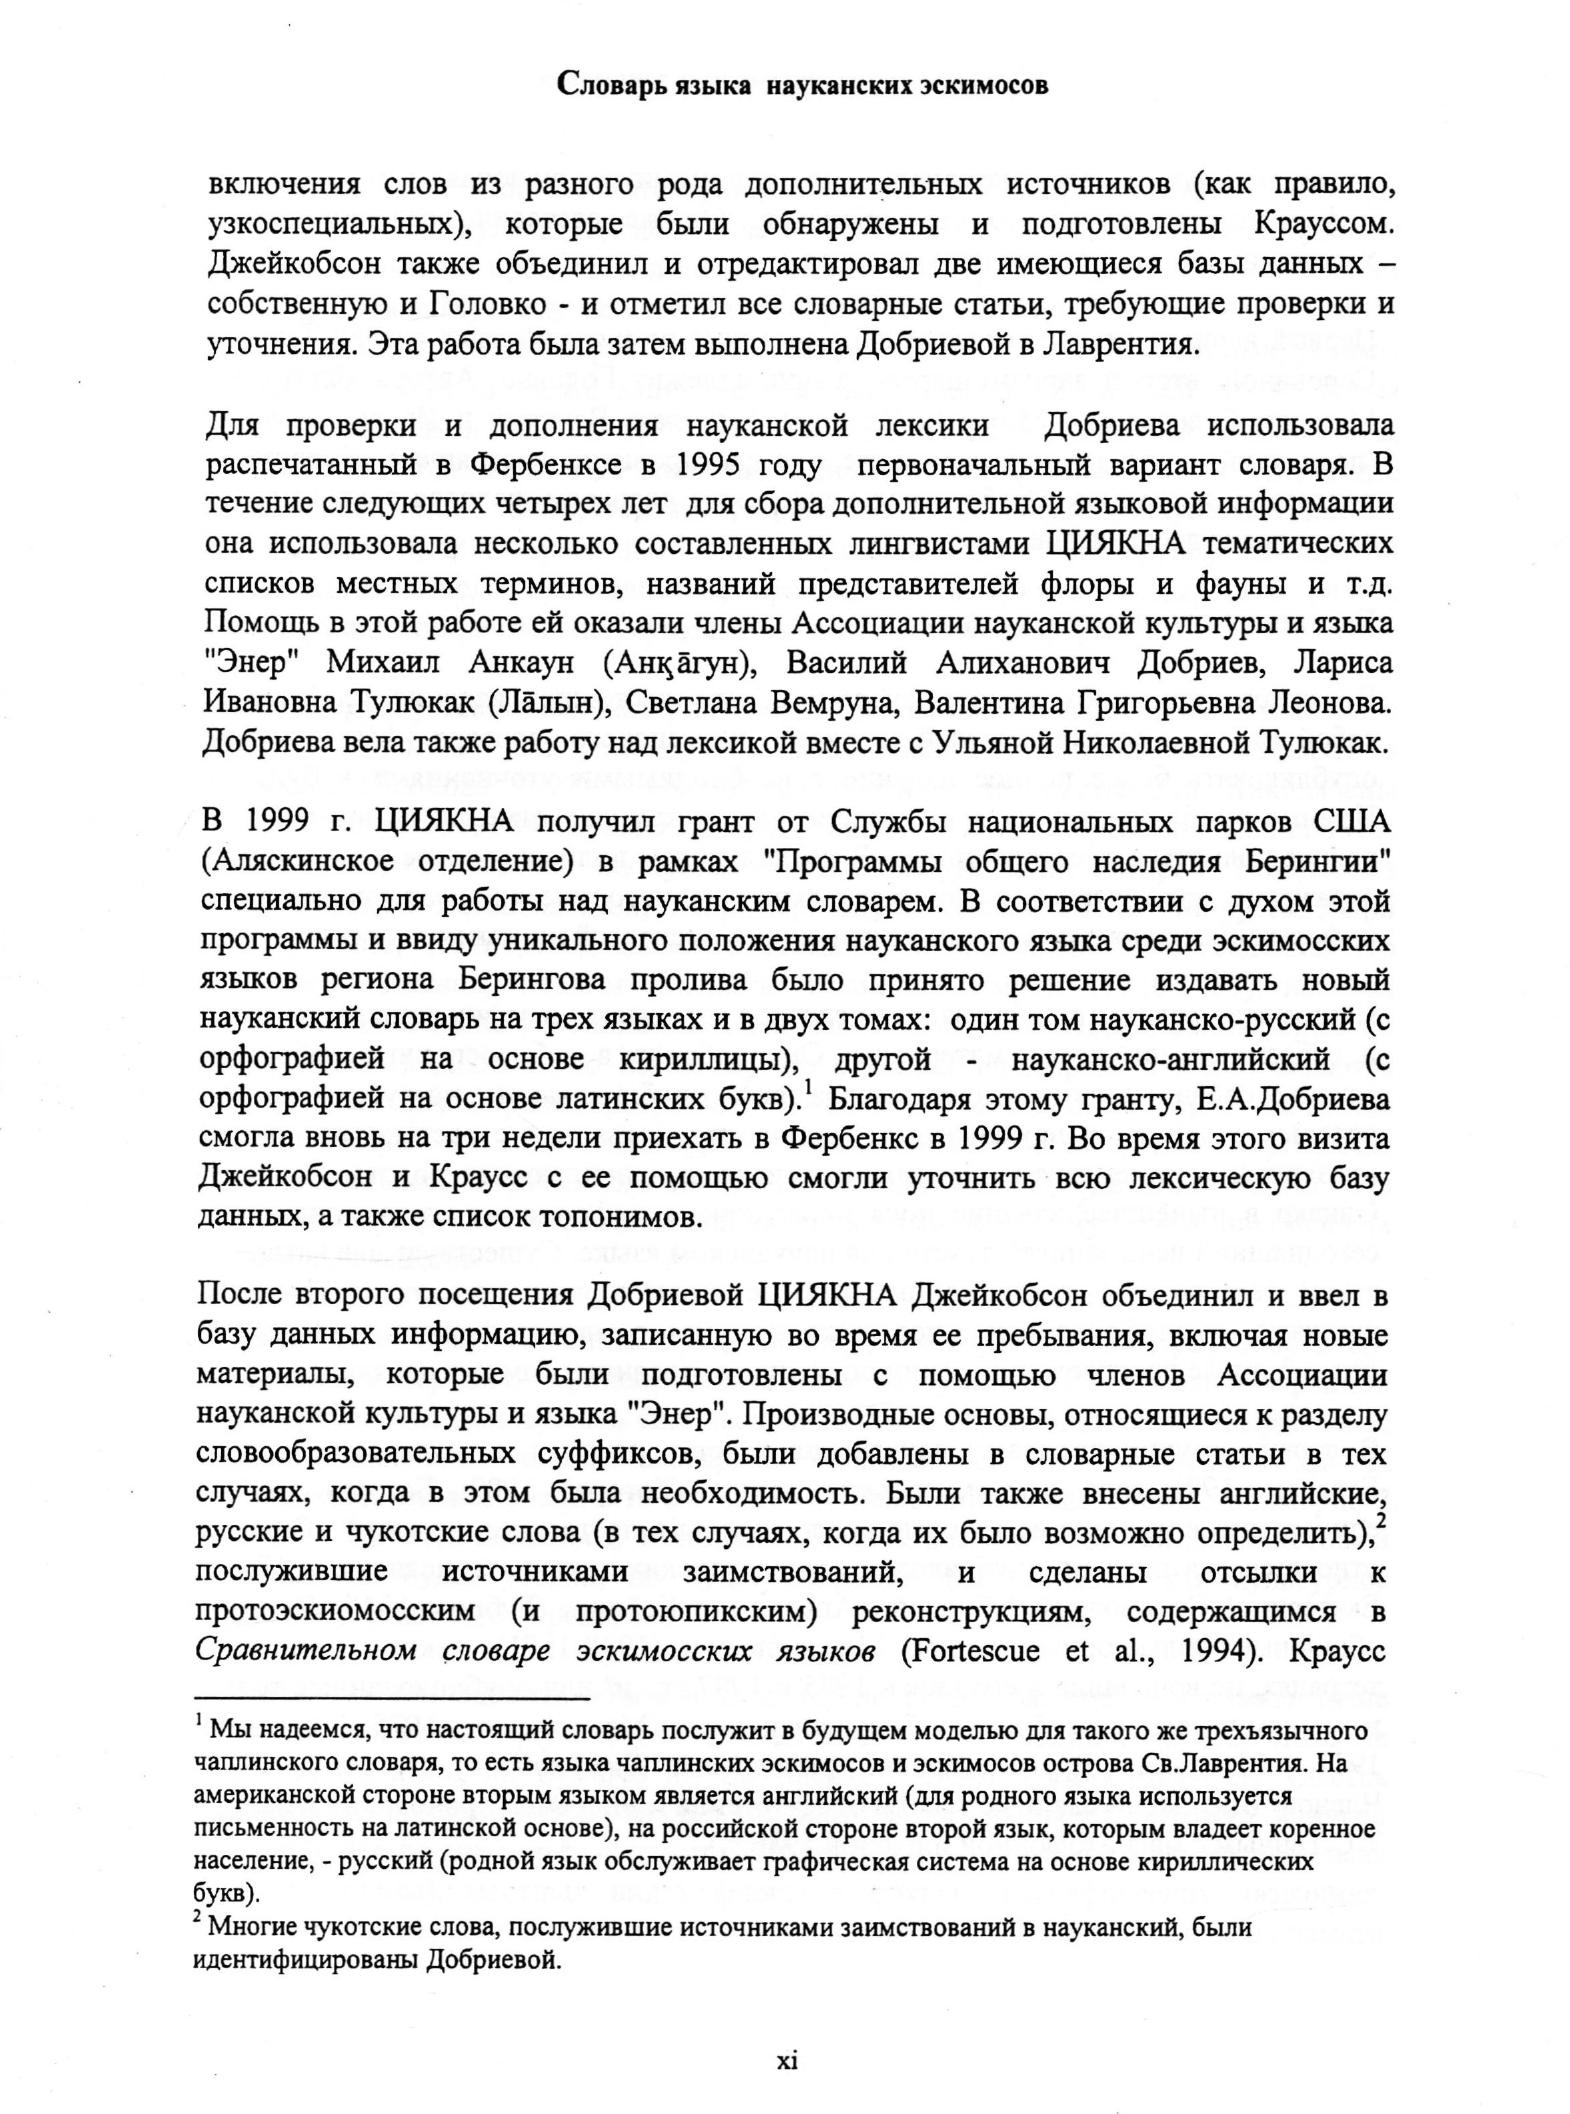 Словарь языка науканских эскимосов
включения слов из разного рода дополнительных источников (как правило,
узкоспециальных), которые были обнаружены и подготовлены Крауссом.
Джейкобсон также объединил и отредактировал две имеющиеся базы данных –
собственную и Головко - и отметил все словарные статьи, требующие проверки и
уточнения. Эта работа была затем выполнена Добриевой в Лаврентия.
Для проверки и дополнения науканской лексики Добриева использовала
распечатанный в Фербенксе в 1995 году первоначальный вариант словаря. В
течение следующих четырех лет для сбора дополнительной языковой информации
она использовала несколько составленных лингвистами ЦИЯКНА тематических
списков местных терминов, названий представителей флоры и фауны и т.д.
Помощь в этой работе ей оказали члены Ассоциации науканской культуры и языка
"Энер" Михаил Анкаун (Анӄāгун), Василий Алиханович Добриев, Лариса
Ивановна Тулюкак (Лāлын), Светлана Вемруна, Валентина Григорьевна Леонова.
Добриева вела также работу над лексикой вместе с Ульяной Николаевной Тулюкак.
В 1999 г. ЦИЯКНА получил грант от Службы национальных парков США
(Аляскинское отделение) в рамках "Программы общего наследия Берингии"
специально для работы над науканским словарем. В соответствии с духом этой
программы и ввиду уникального положения науканского языка среди эскимосских
языков региона Берингова пролива было принято решение издавать новый
науканский словарь на трех языках и в двух томах: один том науканско-русский (с
орфографией на основе кириллицы), другой - науканско-английский (с
орфографией на основе латинских букв).¹ Благодаря этому гранту, Е.А.Добриева
смогла вновь на три недели приехать в Фербенкс в 1999 г. Во время этого визита
Джейкобсон и Краусс с ее помощью смогли уточнить всю лексическую базу
данных, а также список топонимов.
После второго посещения Добриевой ЦИЯКНА Джейкобсон объединил и ввел в
базу данных информацию, записанную во время ее пребывания, включая новые
материалы, которые были подготовлены с помощью членов Ассоциации
науканской культуры и языка "Энер". Производные основы, относящиеся к разделу
словообразовательных суффиксов, были добавлены в словарные статьи в тех
случаях, когда в этом была необходимость. Были также внесены английские,
русские и чукотские слова (в тех случаях, когда их было возможно определить),²
послужившие источниками заимствований, и сделаны отсылки к
протоэскиомосским (и протоюпикским) реконструкциям, содержащимся в
Сравнительном словаре эскимосских языков (Fortescue et al., 1994). Краусс
¹ Мы надеемся, что настоящий словарь послужит в будущем моделью для такого же трехъязычного
чаплинского словаря, то есть языка чаплинских эскимосов и эскимосов острова Св.Лаврентия. На
американской стороне вторым языком является английский (для родного языка используется
письменность на латинской основе), на российской стороне второй язык, которым владеет коренное
население, - русский (родной язык обслуживает графическая система на основе кириллических
букв).
² Многие чукотские слова, послужившие источниками заимствований в науканский, были
идентифицированы Добриевой.
xi